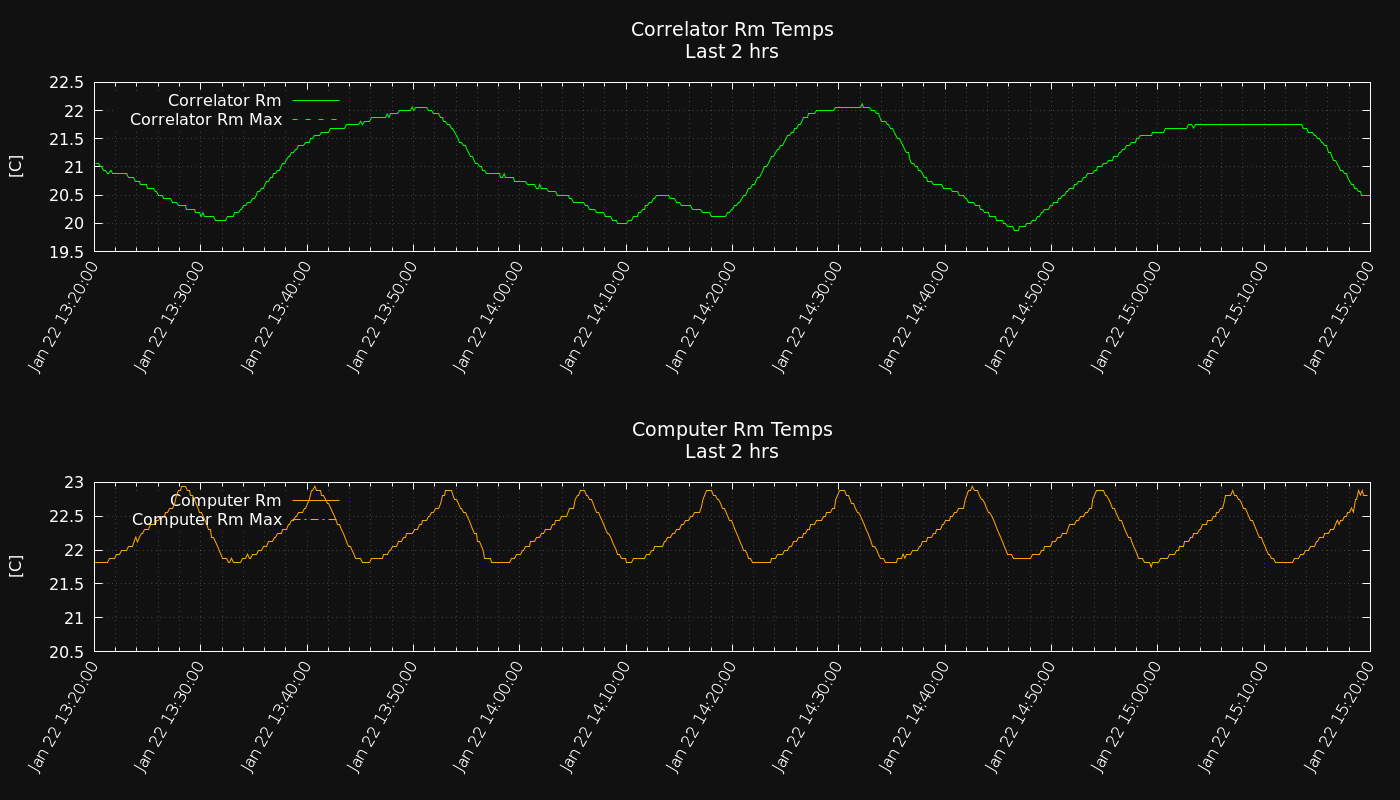 Correlator Rm Temps
Last 2 hrs
22.5
22
21.5
21
20.5
20
19.5
[C]
Correlator Rm
Correlator Rm Max
Jan 22 13:20:00
Jan 22 13:30:00
Jan 22 13:40:00
Jan 22 13:50:00
Jan 22 14:00:00
Jan 22 14:10:00
Jan 22 14:20:00
Jan 22 14:30:00
Jan 22 14:40:00
Jan 22 14:50:00
Jan 22 15:00:00
Jan 22 15:10:00
Jan 22 15:20:00
Computer Rm Temps
Last 2 hrs
23
22.5
22
21.5
21
20.5
[C]
Computer Rm
Computer Rm Max
Jan 22 13:20:00
Jan 22 13:30:00
Jan 22 13:40:00
Jan 22 13:50:00
Jan 22 14:00:00
Jan 22 14:10:00
Jan 22 14:20:00
Jan 22 14:30:00
Jan 22 14:40:00
Jan 22 14:50:00
Jan 22 15:00:00
Jan 22 15:10:00
Jan 22 15:20:00